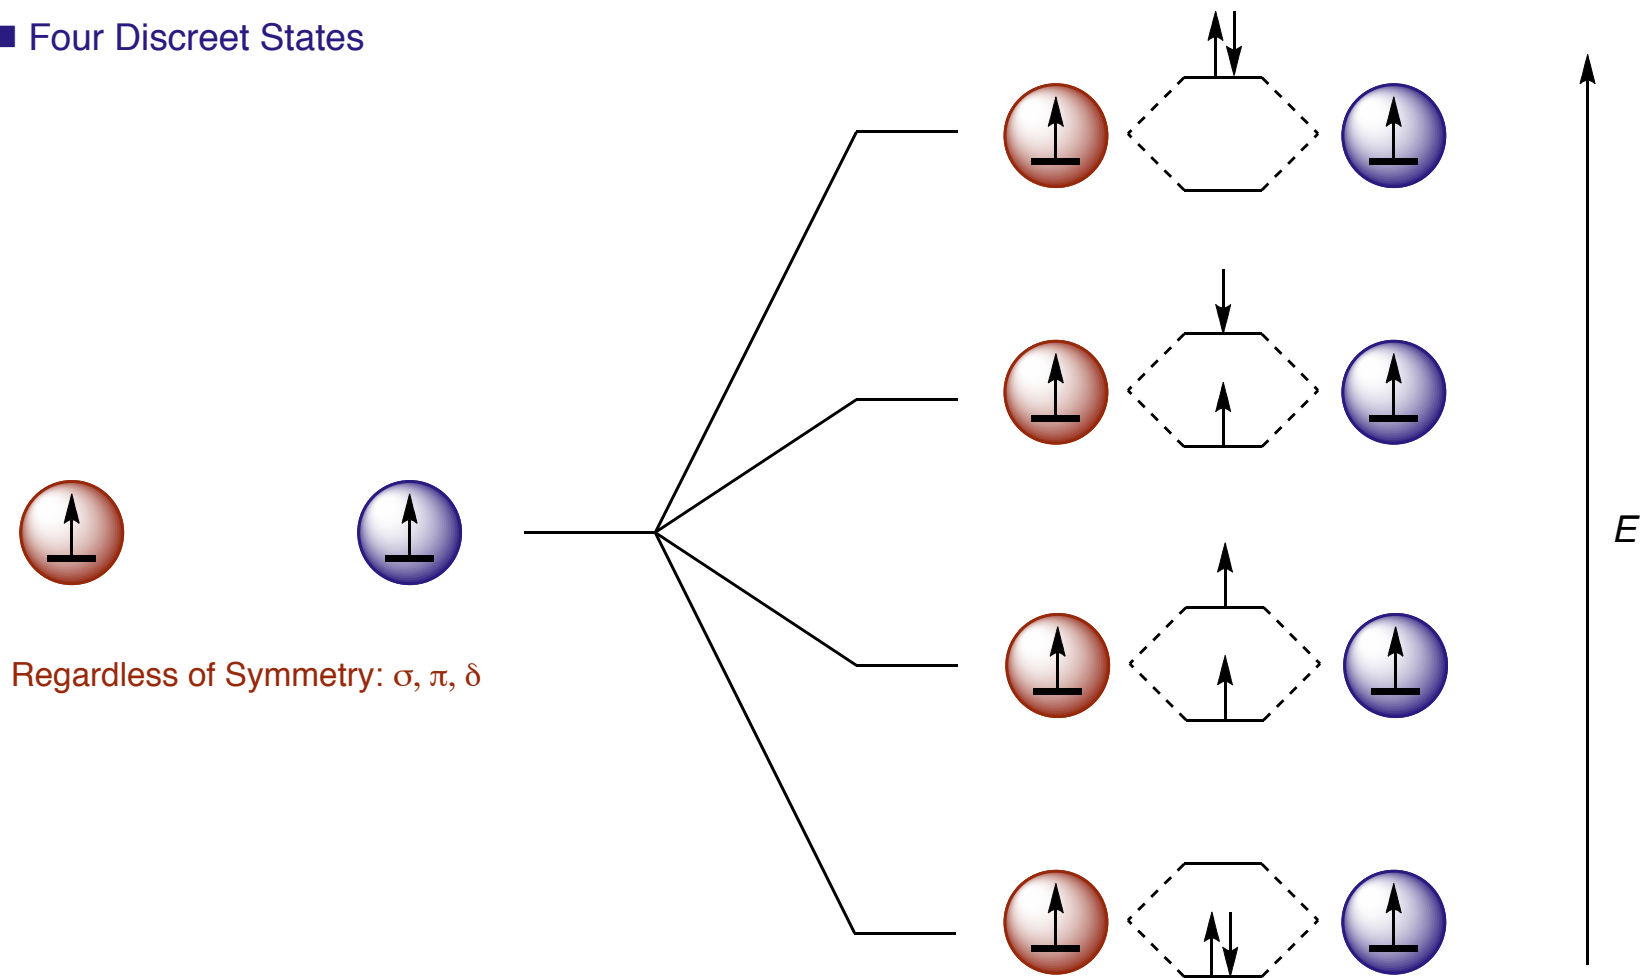 Four Discreet States
E
Regardless of Symmetry: σ, π, δ